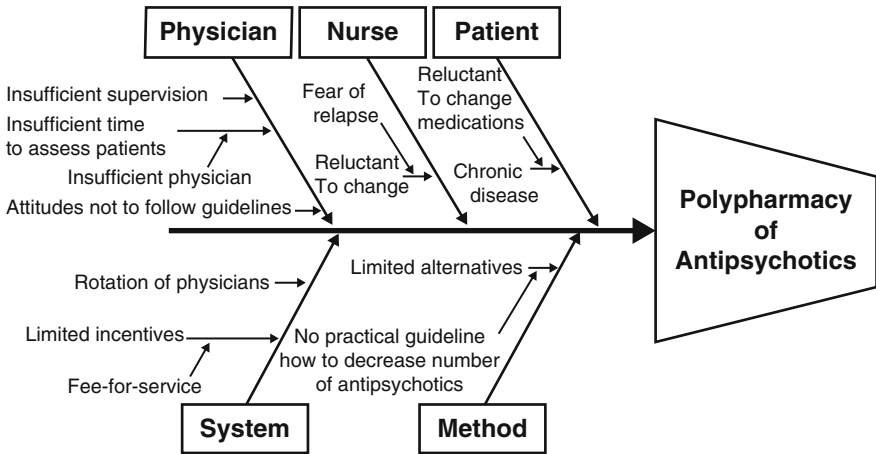 Physician
Nurse
Patient
Insufficient supervision
Insufficient time
to assess patients
Insufficient physician
Attitudes not to follow guidelines
Fear of
relapse
Reluctant
To change
Reluctant
To change
medications
Chronic
disease
Polypharmacy
of
Antipsychotics
Rotation of physicians
Limited incentives
Fee-for-service
Limited alternatives
No practical guideline
how to decrease number
of antipsychotics
System
Method